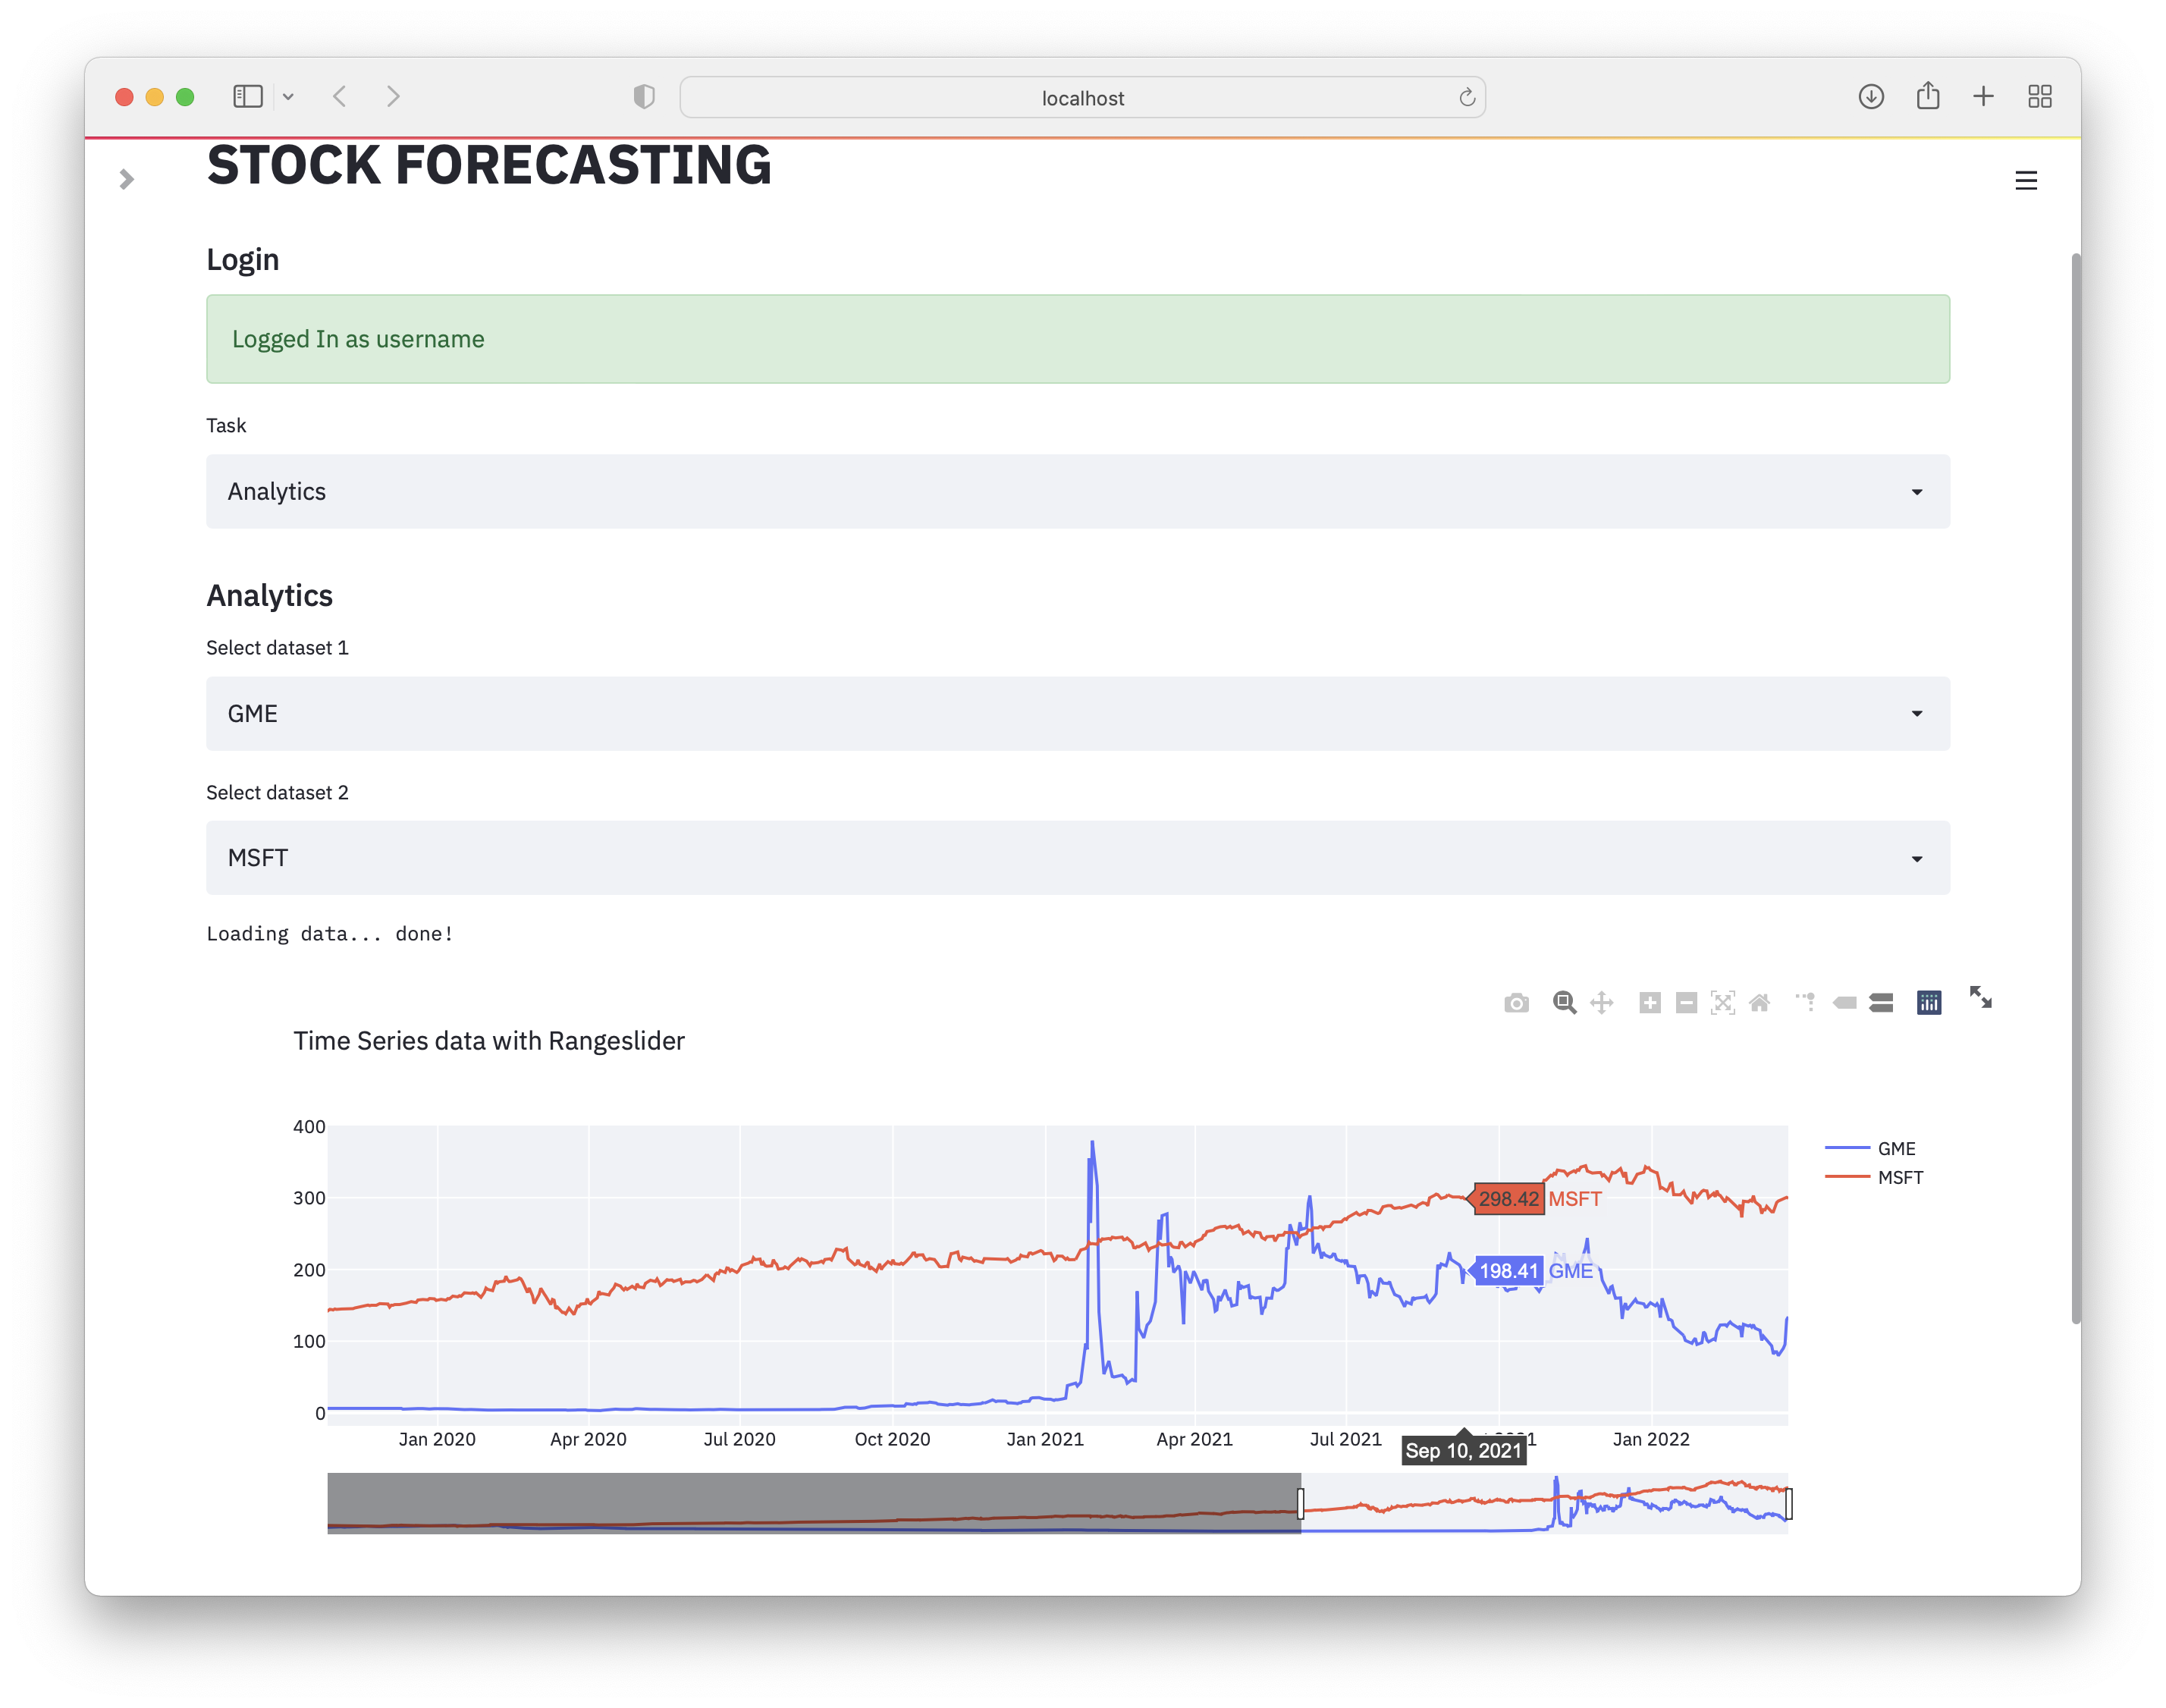 localhost
STOCK FORECASTING
Login
Logged In as username
Task
Analytics
Analytics
Select dataset 1
GME
Select dataset 2
MSFT
Loading data... done!
Time Series data with Rangeslider
400
300
200
100
0
298.42 MSFT
198.41 GME
GME
MSFT
Jan 2020 Apr 2020 Jul 2020 Oct 2020 Jan 2021 Apr 2021 Jul 2021 Jan 2022
Sep 10, 2021